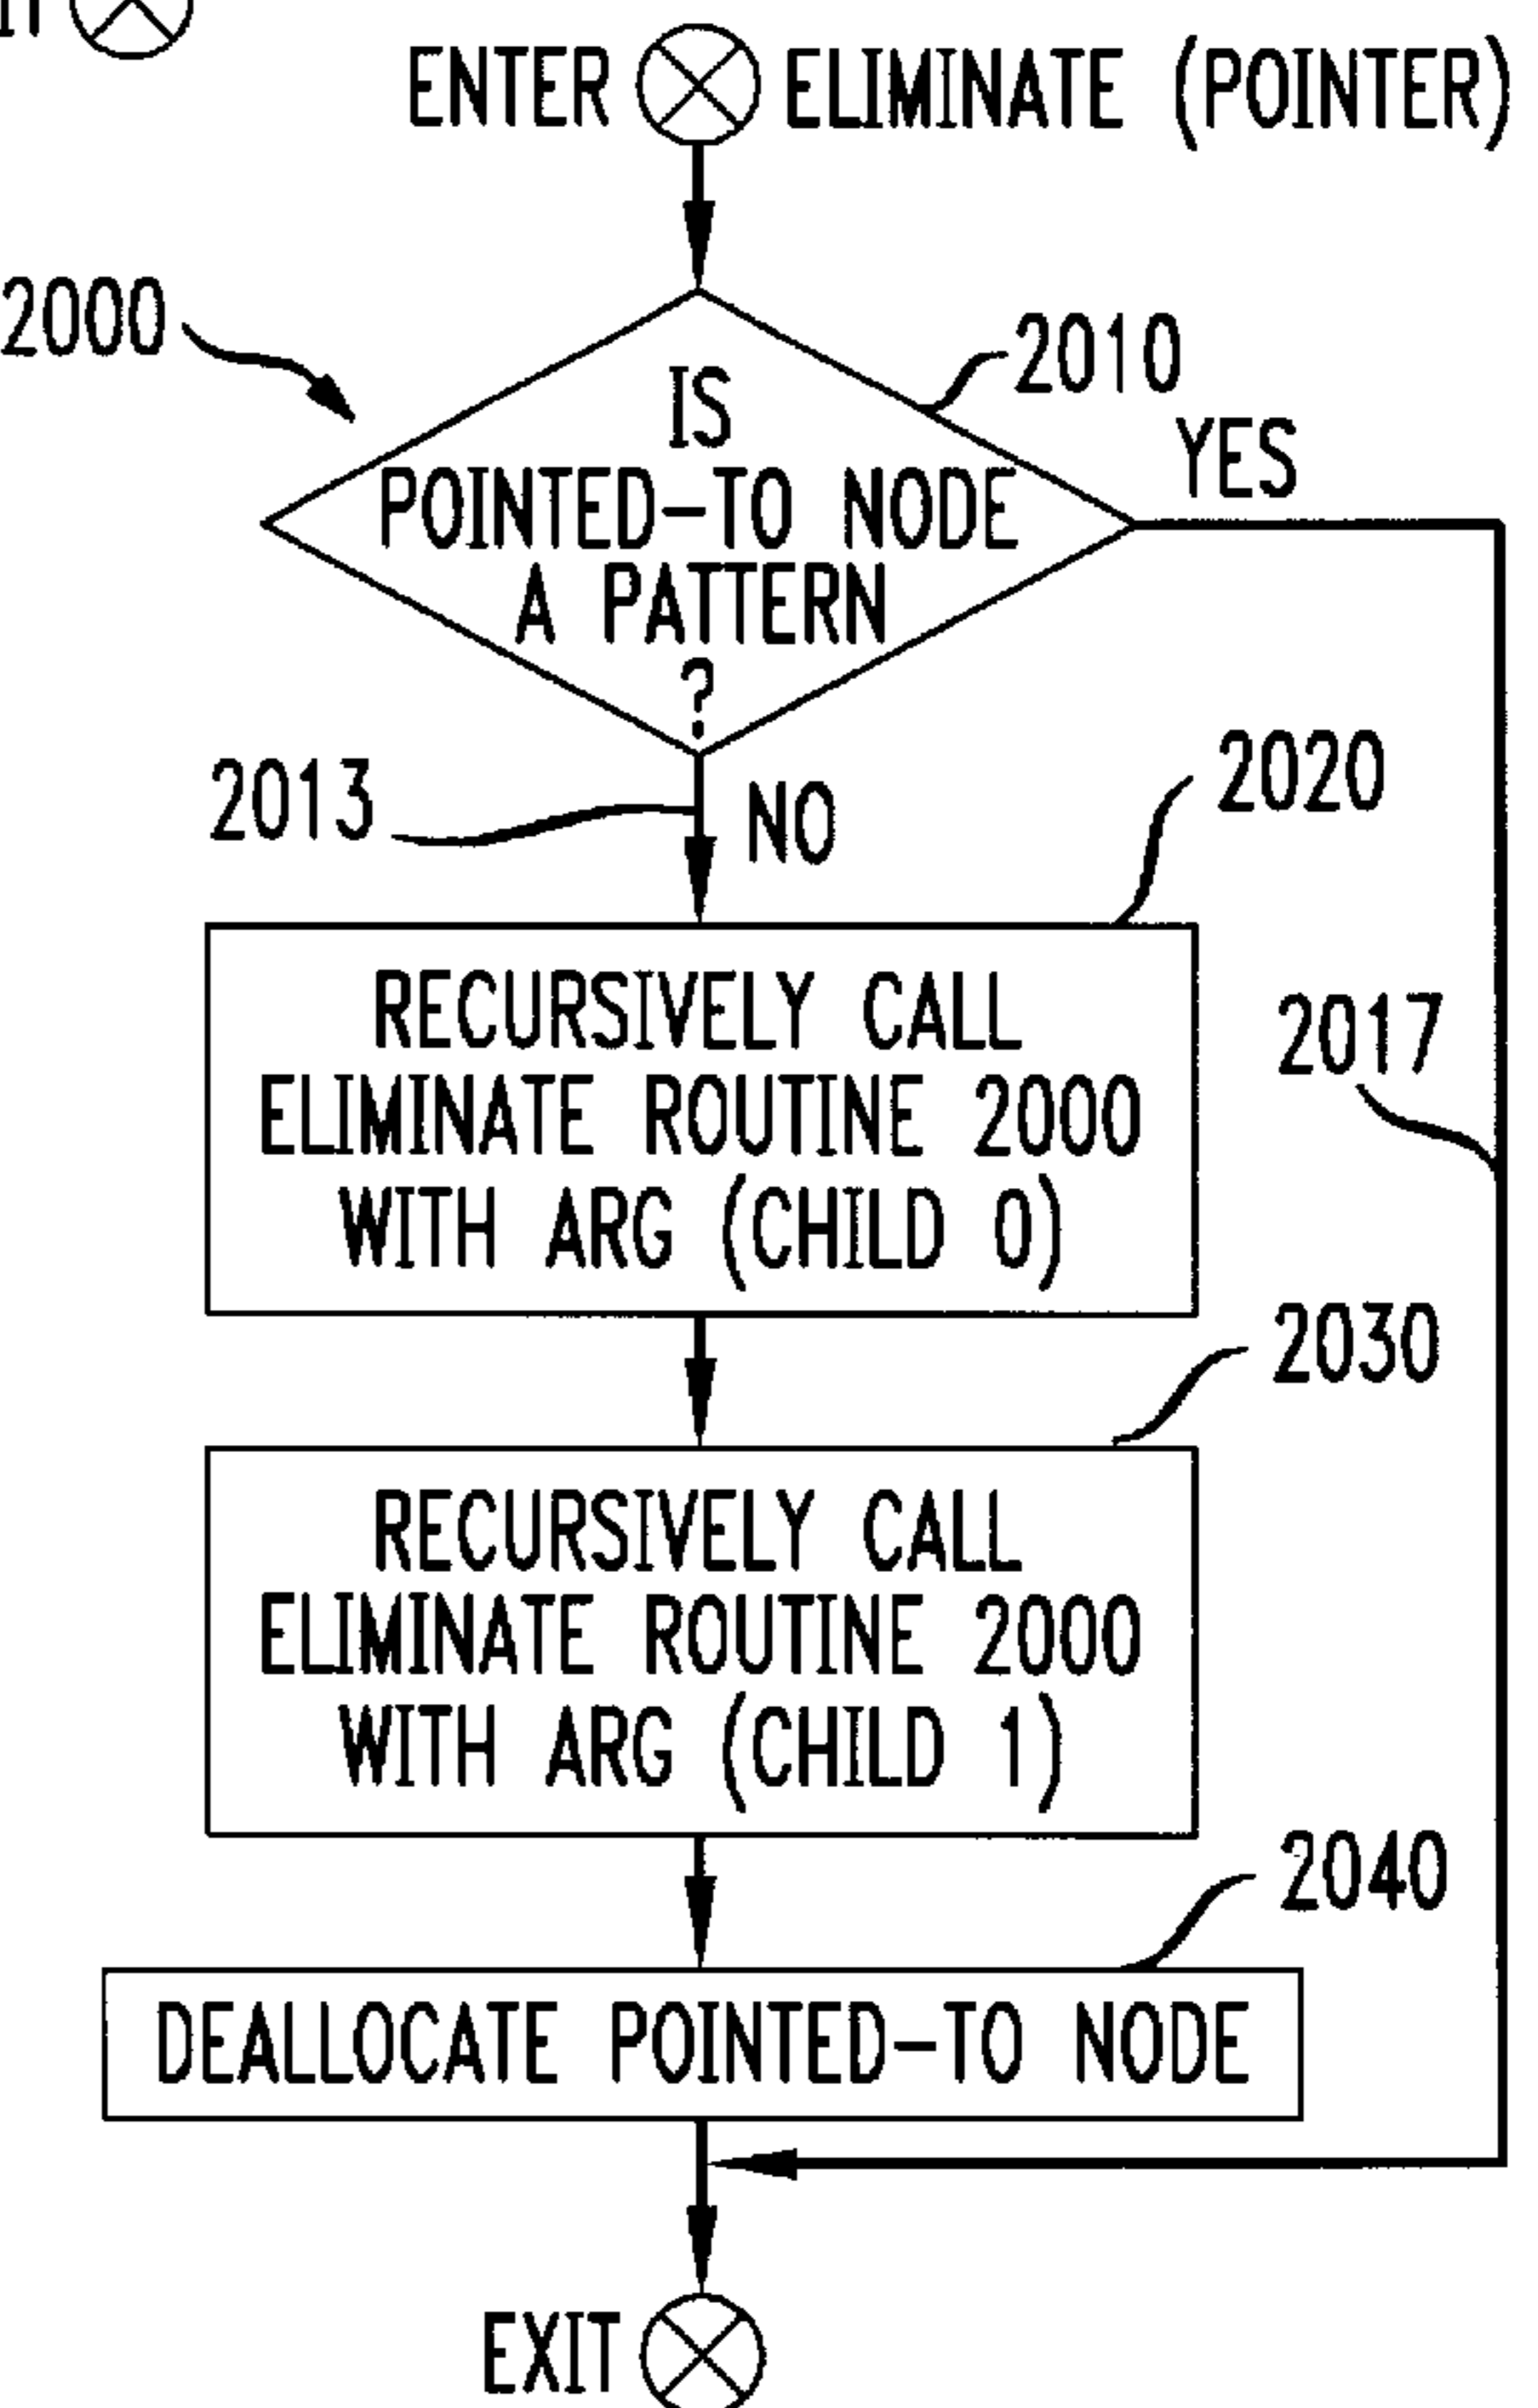 ENTER ELIMINATE (POINTER)
2000
2010
IS
POINTED-TO NODE
A PATTERN
?
YES
2013
NO
2020
RECURSIVELY CALL
ELIMINATE ROUTINE 2000
WITH ARG (CHILD 0)
2017
2030
RECURSIVELY CALL
ELIMINATE ROUTINE 2000
WITH ARG (CHILD 1)
2040
DEALLOCATE POINTED-TO NODE
EXIT